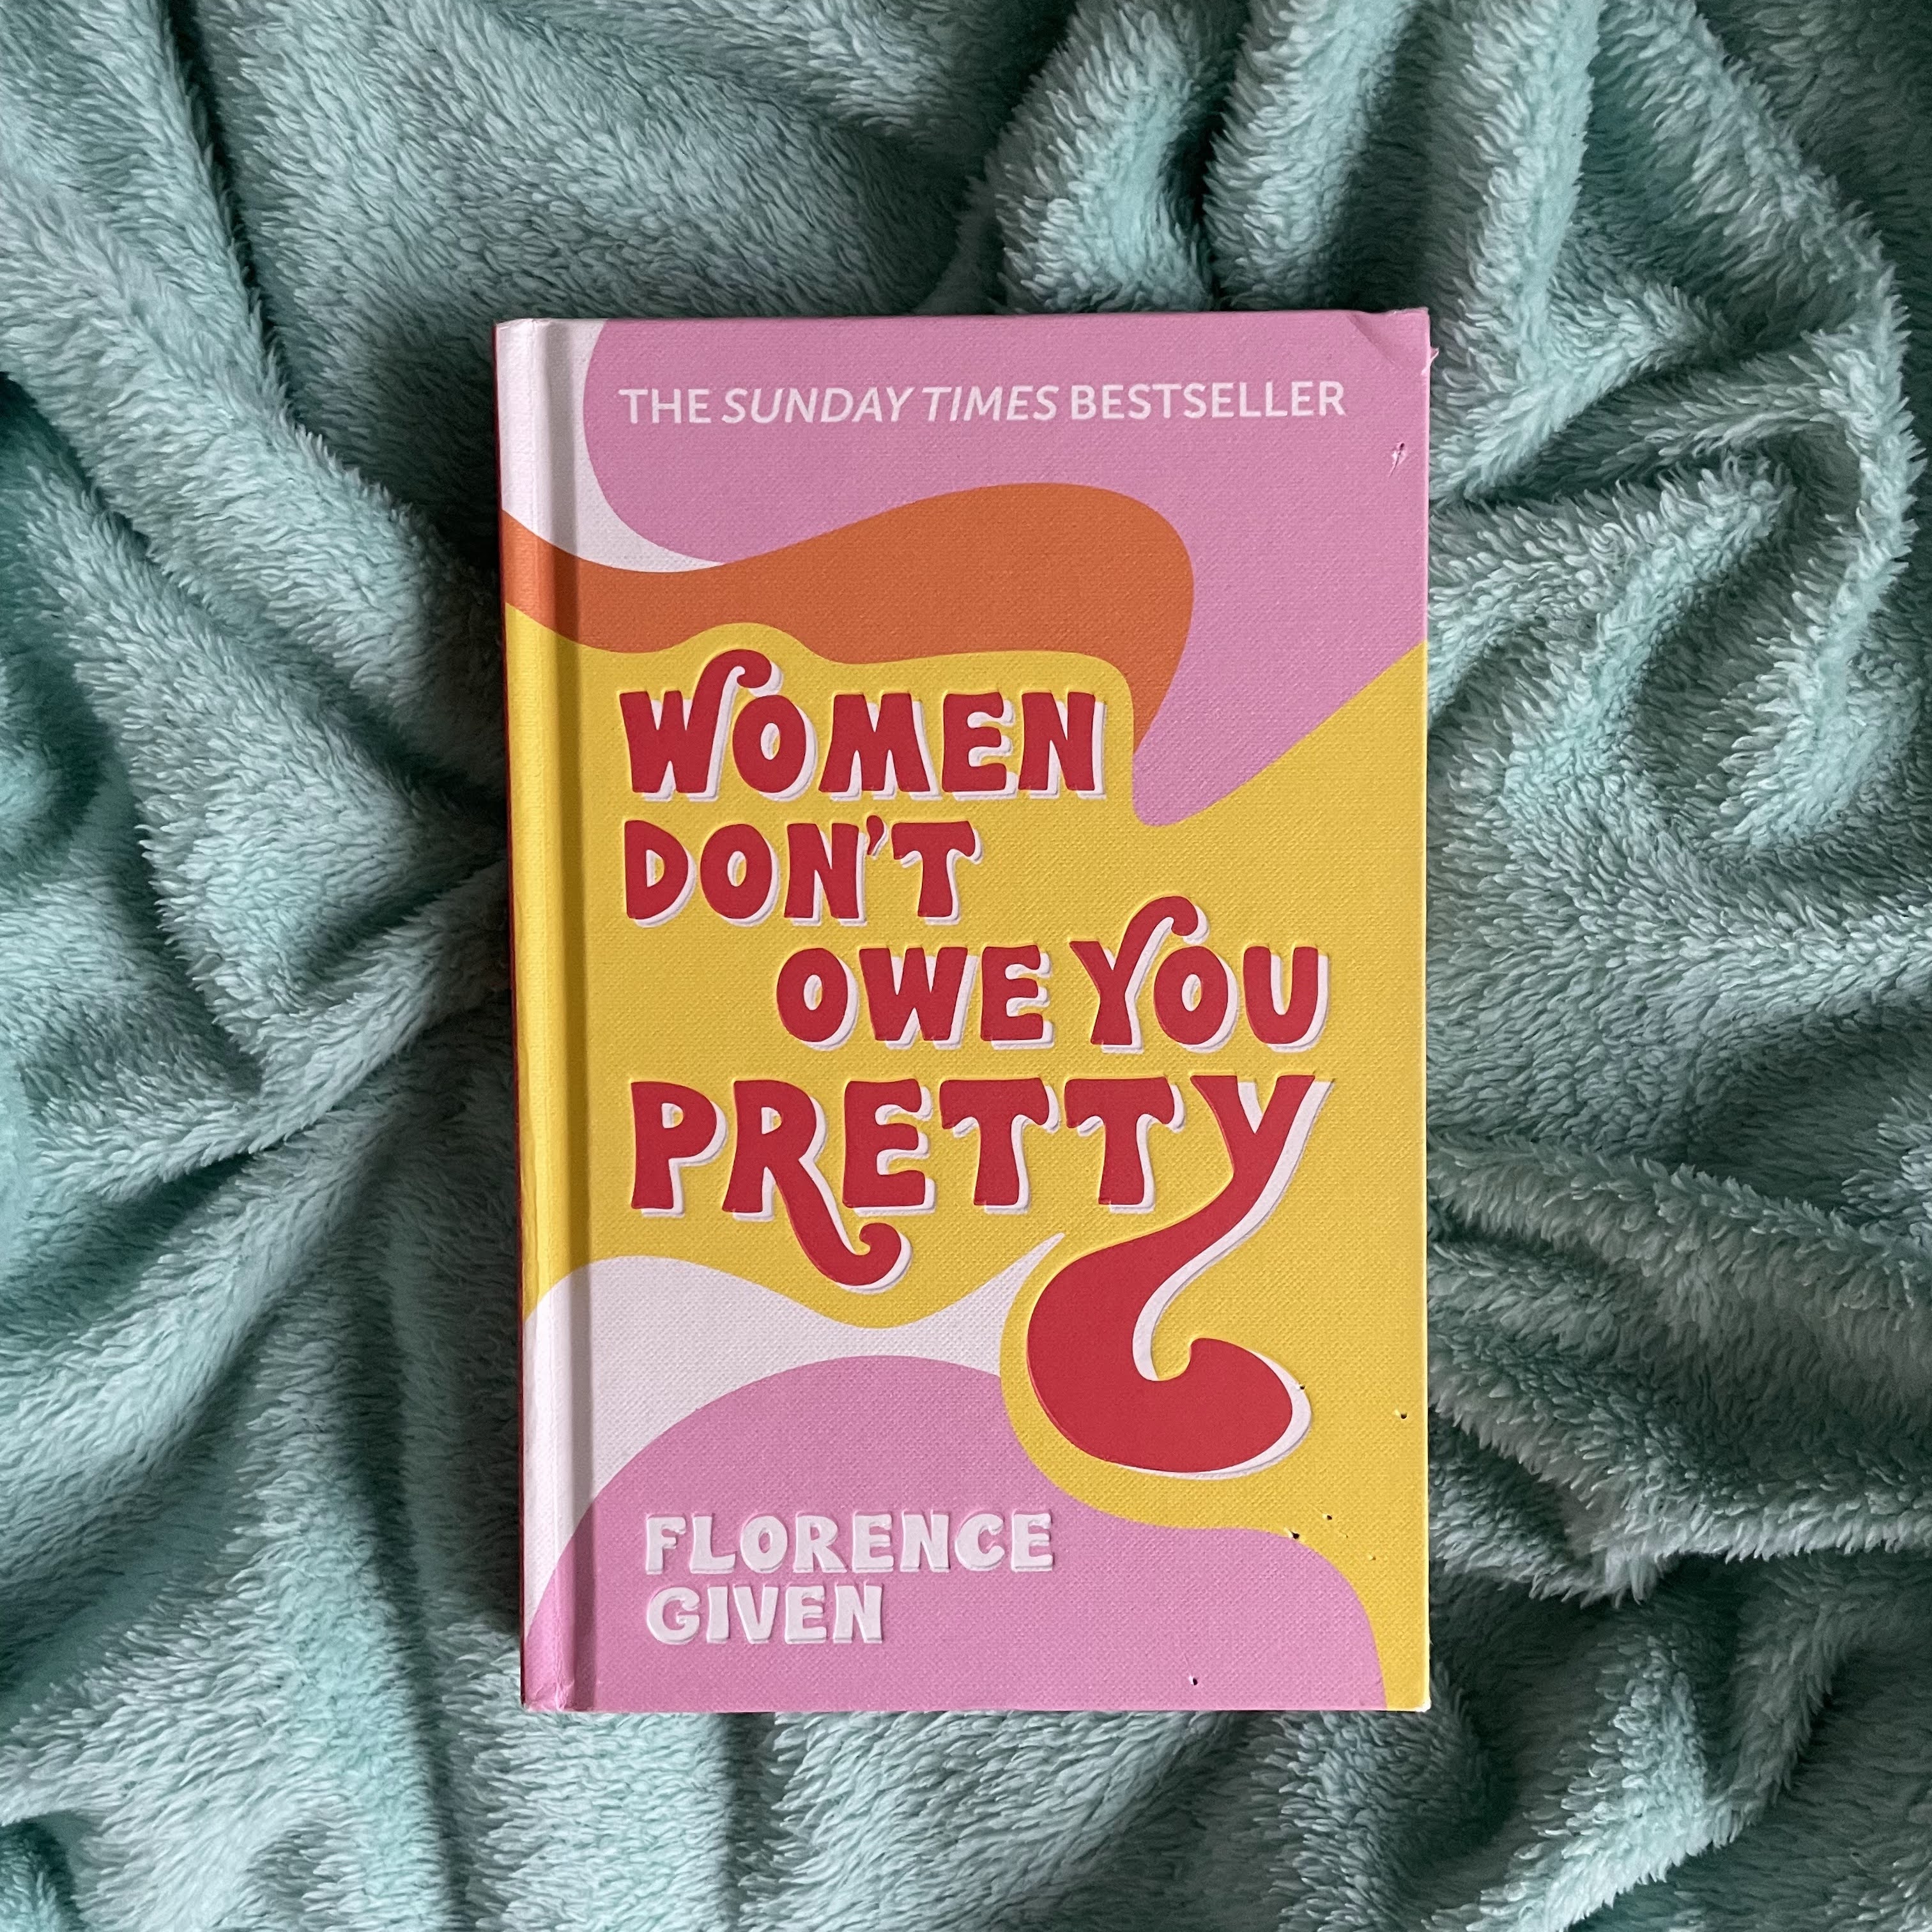 THE SUNDAY TIMES BESTSELLER
WOMEN
DON'T
OWE YOU
PRETTY
FLORENCE
GIVEN